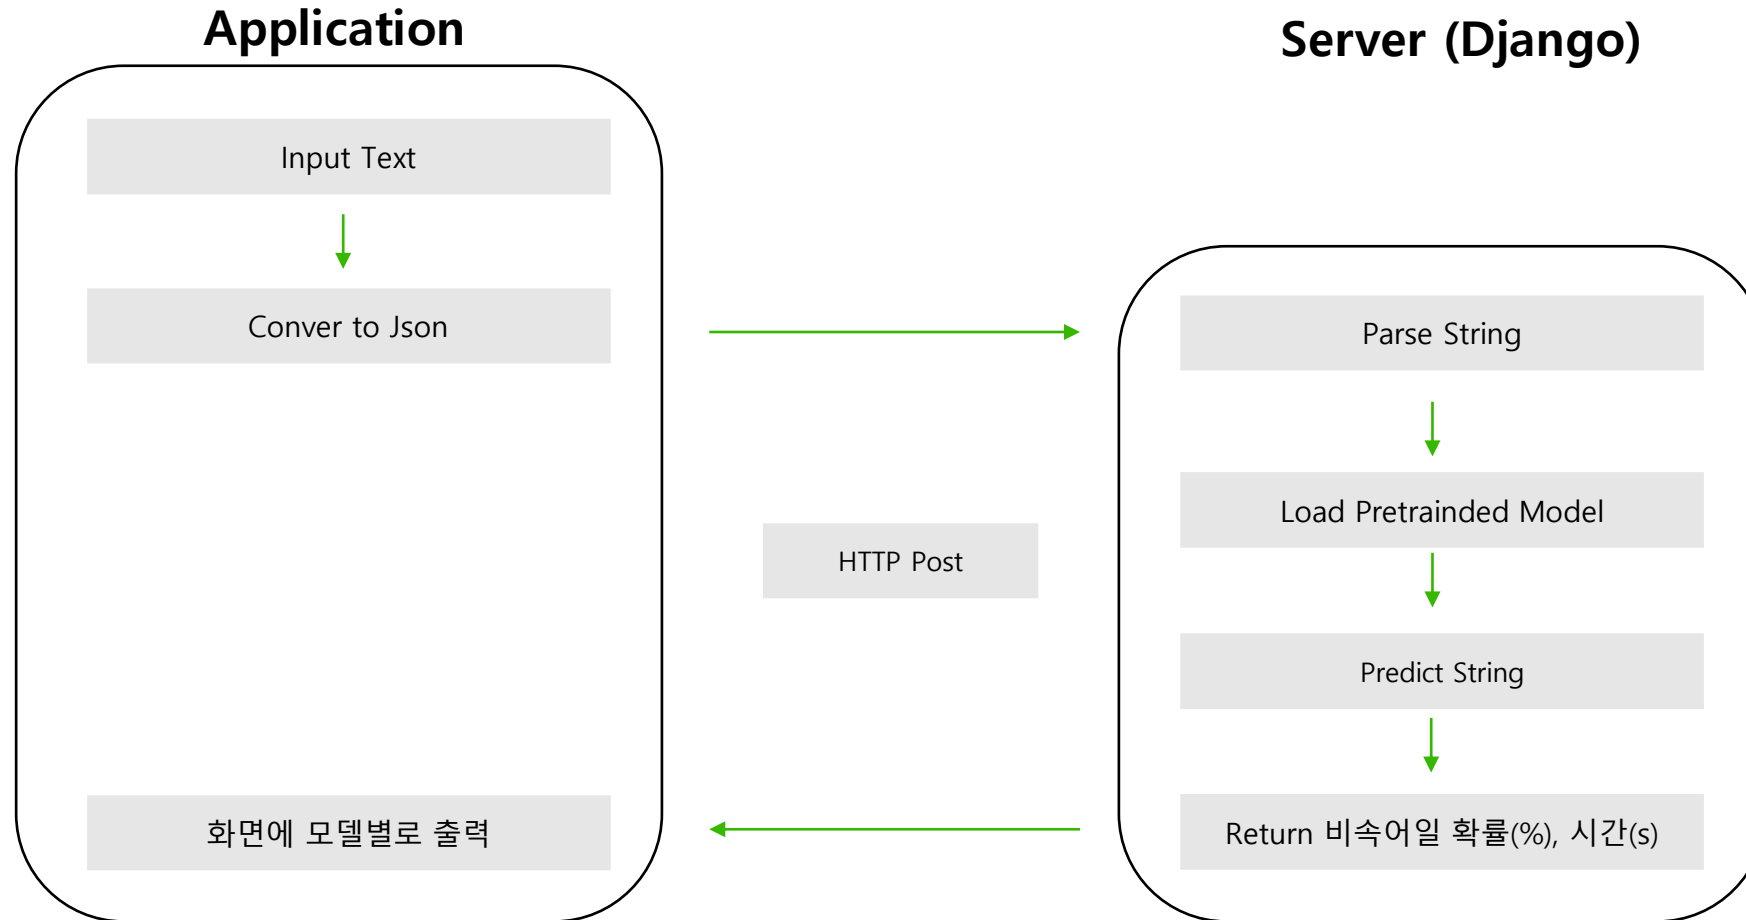 Application
Server (Django)
Input Text
Conver to Json
Parse String
Load Pretrainded Model
HTTP Post
Predict String
화면에 모델별로 출력
Return 비속어일 확률(%), 시간(s)